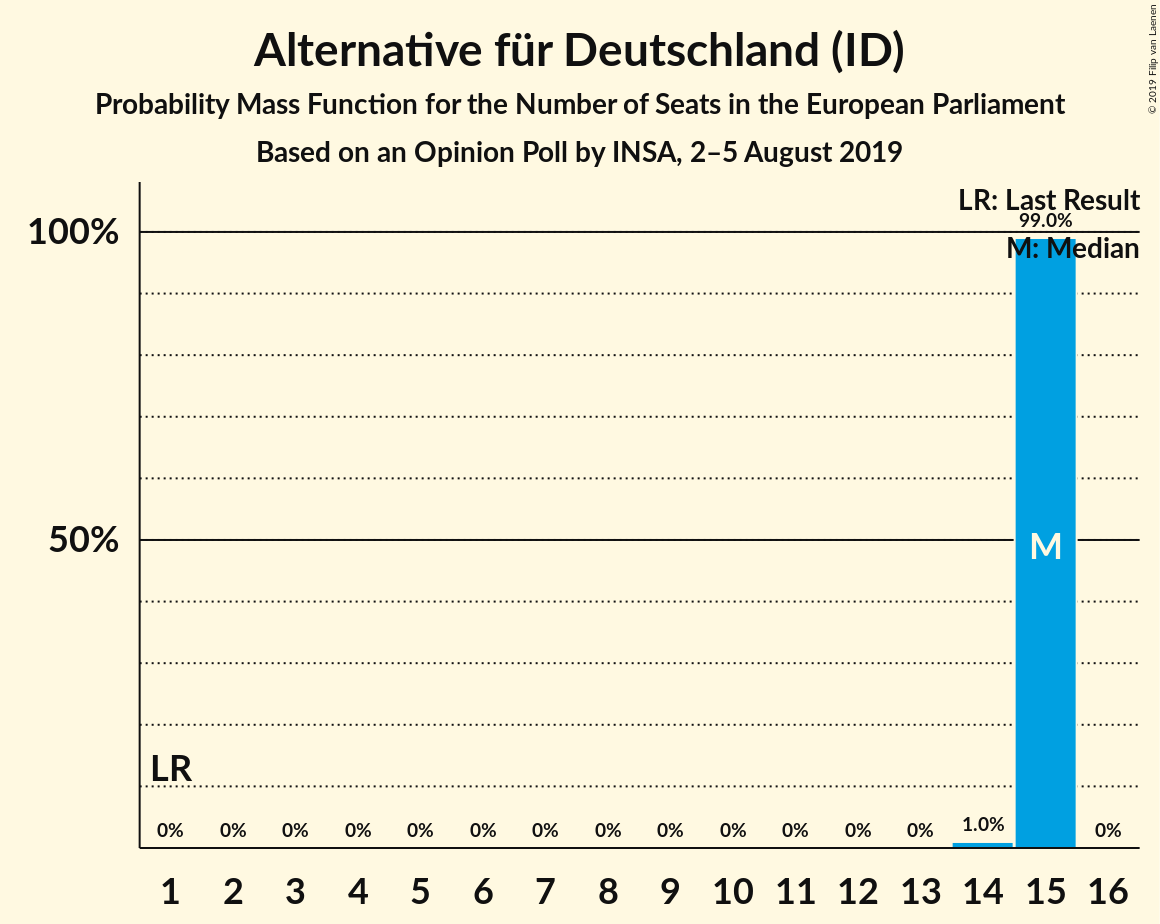 Alternative für Deutschland (ID)
Probability Mass Function for the Number of Seats in the European Parliament
Based on an Opinion Poll by INSA, 2–5 August 2019
© 2019 Filip van Laenen
LR: Last Result
99.0%
M: Median
100%
50%
M
LR
0% 0% 0% 0% 0% 0% 0% 0% 0% 0% 0% 0% 0% 1.0% 0%
1 2 3 4 5 6 7 8 9 10 11 12 13 14 15 16